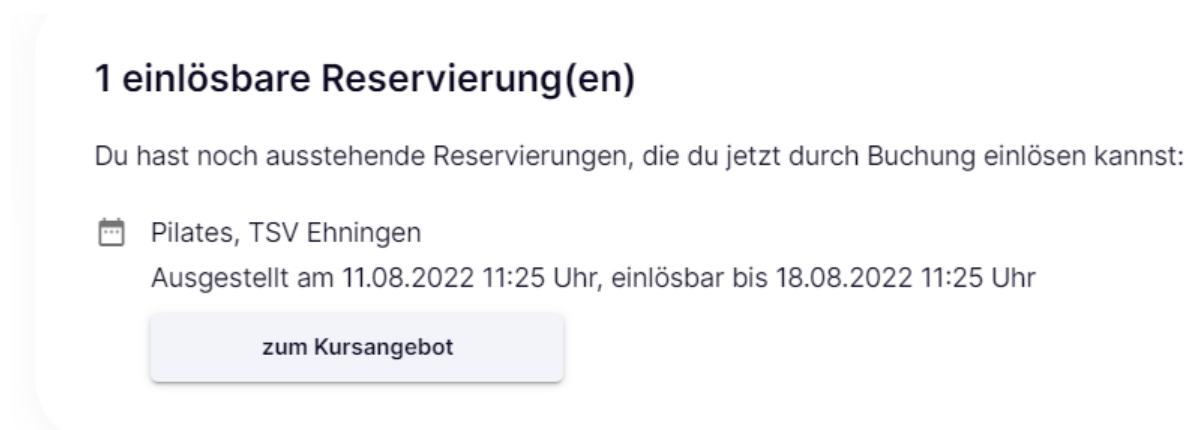 1 einlösbare Reservierung(en)
Du hast noch ausstehende Reservierungen, die du jetzt durch Buchung einlösen kannst:
Pilates, TSV Ehningen
Ausgestellt am 11.08.2022 11:25 Uhr, einlösbar bis 18.08.2022 11:25 Uhr
zum Kursangebot